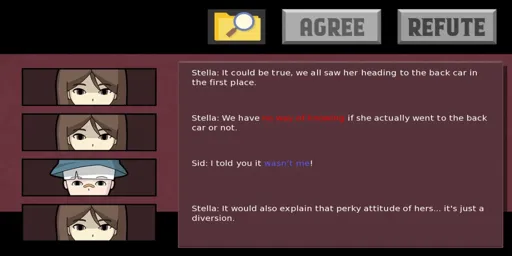 AGREE
REFUTE
Stella: It could be true, we all saw her heading to the back car in
the first place.
Stella: We have no way of knowing if she actually went to the back
car or not.
Sid: I told you it wasn't me!
Stella: It would also explain that perky attitude of hers... it's just a
diversion.